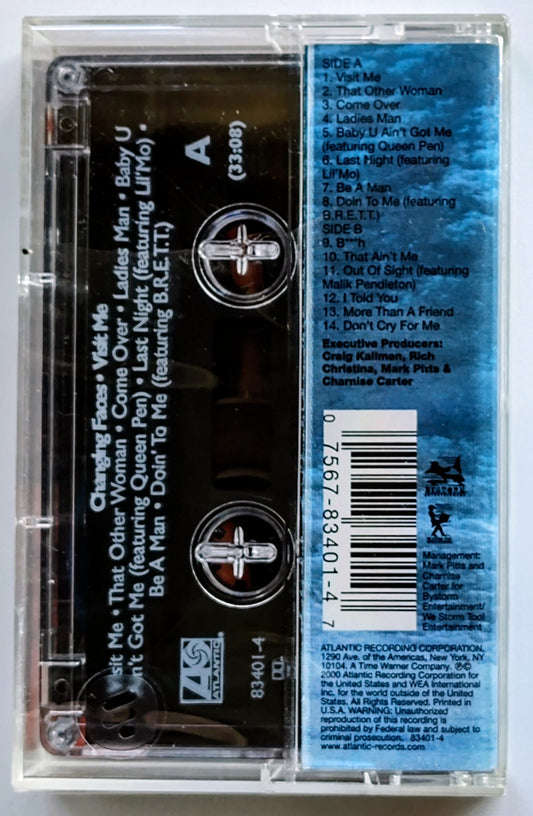 Changing Faces • Visit Me
Visit Me • That Other Woman • Come Over • Ladies Man • Baby U
Ain't Got Me (featuring Queen Pen) • Last Night (featuring Lil'Mo) •
Be A Man • Doin' To Me (featuring B.R.E.T.T.)
A
(33:08)
ATLANTIC
83401-4
SIDE A
1. Visit Me
2. That Other Woman
3. Come Over
4. Ladies Man
5. Baby U Ain't Got Me
(featuring Queen Pen)
6. Last Night (featuring
Lil'Mo)
7. Be A Man
8. Doin To Me (featuring
B.R.E.T.T.)
SIDE B
9. B***h
10. That Ain't Me
11. Out Of Sight (featuring
Malik Pendleton)
12. I Told You
13. More Than A Friend
14. Don't Cry For Me
Executive Producers:
Craig Kallman, Rich
Christina, Mark Pitts &
Charnise Carter
0 7567-83401-4 7
BYSTORM
Management:
Mark Pitts and
Charnise
Carter for
Bystorm
Entertainment/
We Storm Too!
Entertainment
ATLANTIC RECORDING CORPORATION,
1290 Ave. of the Americas, New York, NY
10104. A Time Warner Company. ℗©
2000 Atlantic Recording Corporation for
the United States and WEA International
Inc. for the world outside of the United
States. All Rights Reserved. Printed in
U.S.A. WARNING: Unauthorized
reproduction of this recording is
prohibited by Federal law and subject to
criminal prosecution. 83401-4
www.atlantic-records.com